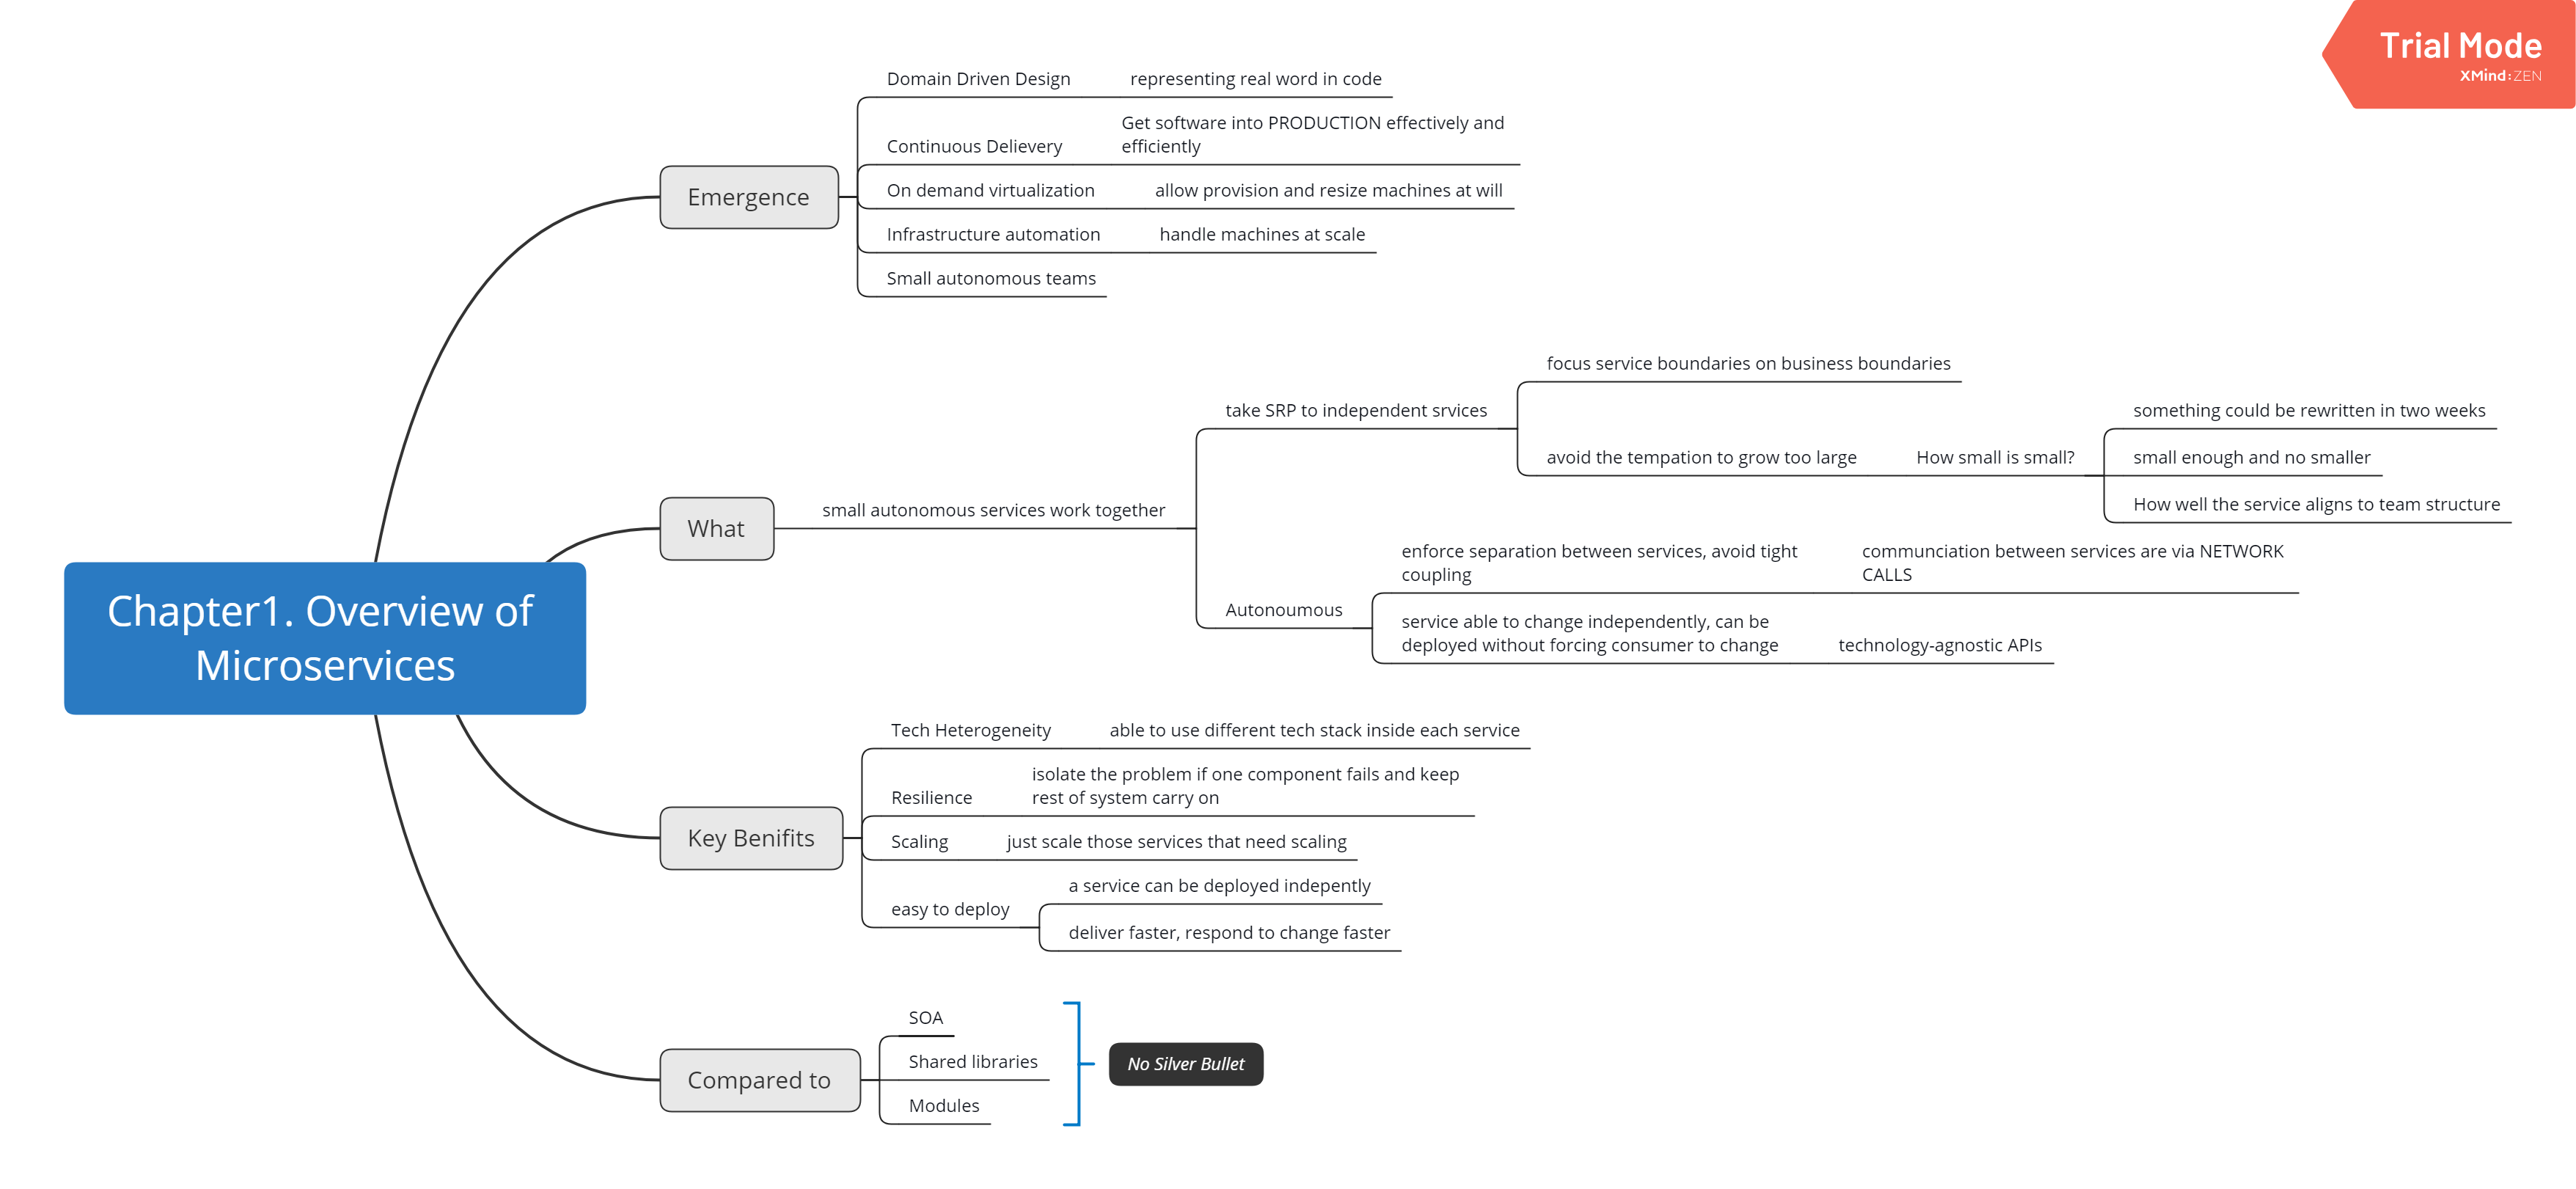 Trial Mode
XMind:ZEN
Chapter1. Overview of
Microservices
Emergence
Domain Driven Design
representing real word in code
Continuous Delievery
Get software into PRODUCTION effectively and
efficiently
On demand virtualization
allow provision and resize machines at will
Infrastructure automation
handle machines at scale
Small autonomous teams
What
small autonomous services work together
take SRP to independent srvices
focus service boundaries on business boundaries
avoid the tempation to grow too large
How small is small?
something could be rewritten in two weeks
small enough and no smaller
How well the service aligns to team structure
Autonoumous
enforce separation between services, avoid tight
coupling
communciation between services are via NETWORK
CALLS
service able to change independently, can be
deployed without forcing consumer to change
technology-agnostic APIs
Key Benifits
Tech Heterogeneity
able to use different tech stack inside each service
Resilience
isolate the problem if one component fails and keep
rest of system carry on
Scaling
just scale those services that need scaling
easy to deploy
a service can be deployed indepently
deliver faster, respond to change faster
Compared to
SOA
Shared libraries
Modules
No Silver Bullet